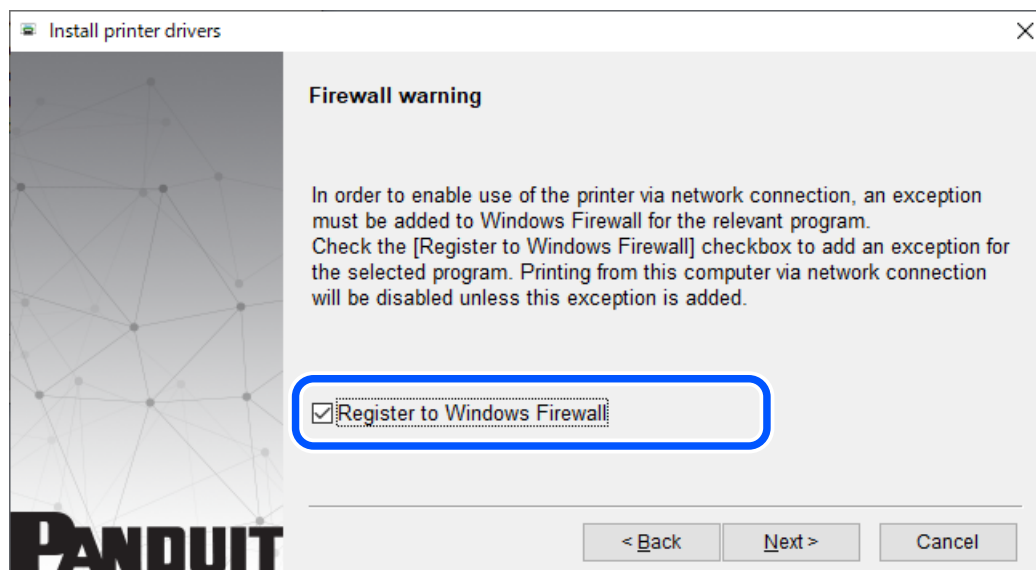 Install printer drivers
Firewall warning
In order to enable use of the printer via network connection, an exception
must be added to Windows Firewall for the relevant program.
Check the [Register to Windows Firewall] checkbox to add an exception for
the selected program. Printing from this computer via network connection
will be disabled unless this exception is added.
Register to Windows Firewall
PANDUIT
< Back
Next >
Cancel